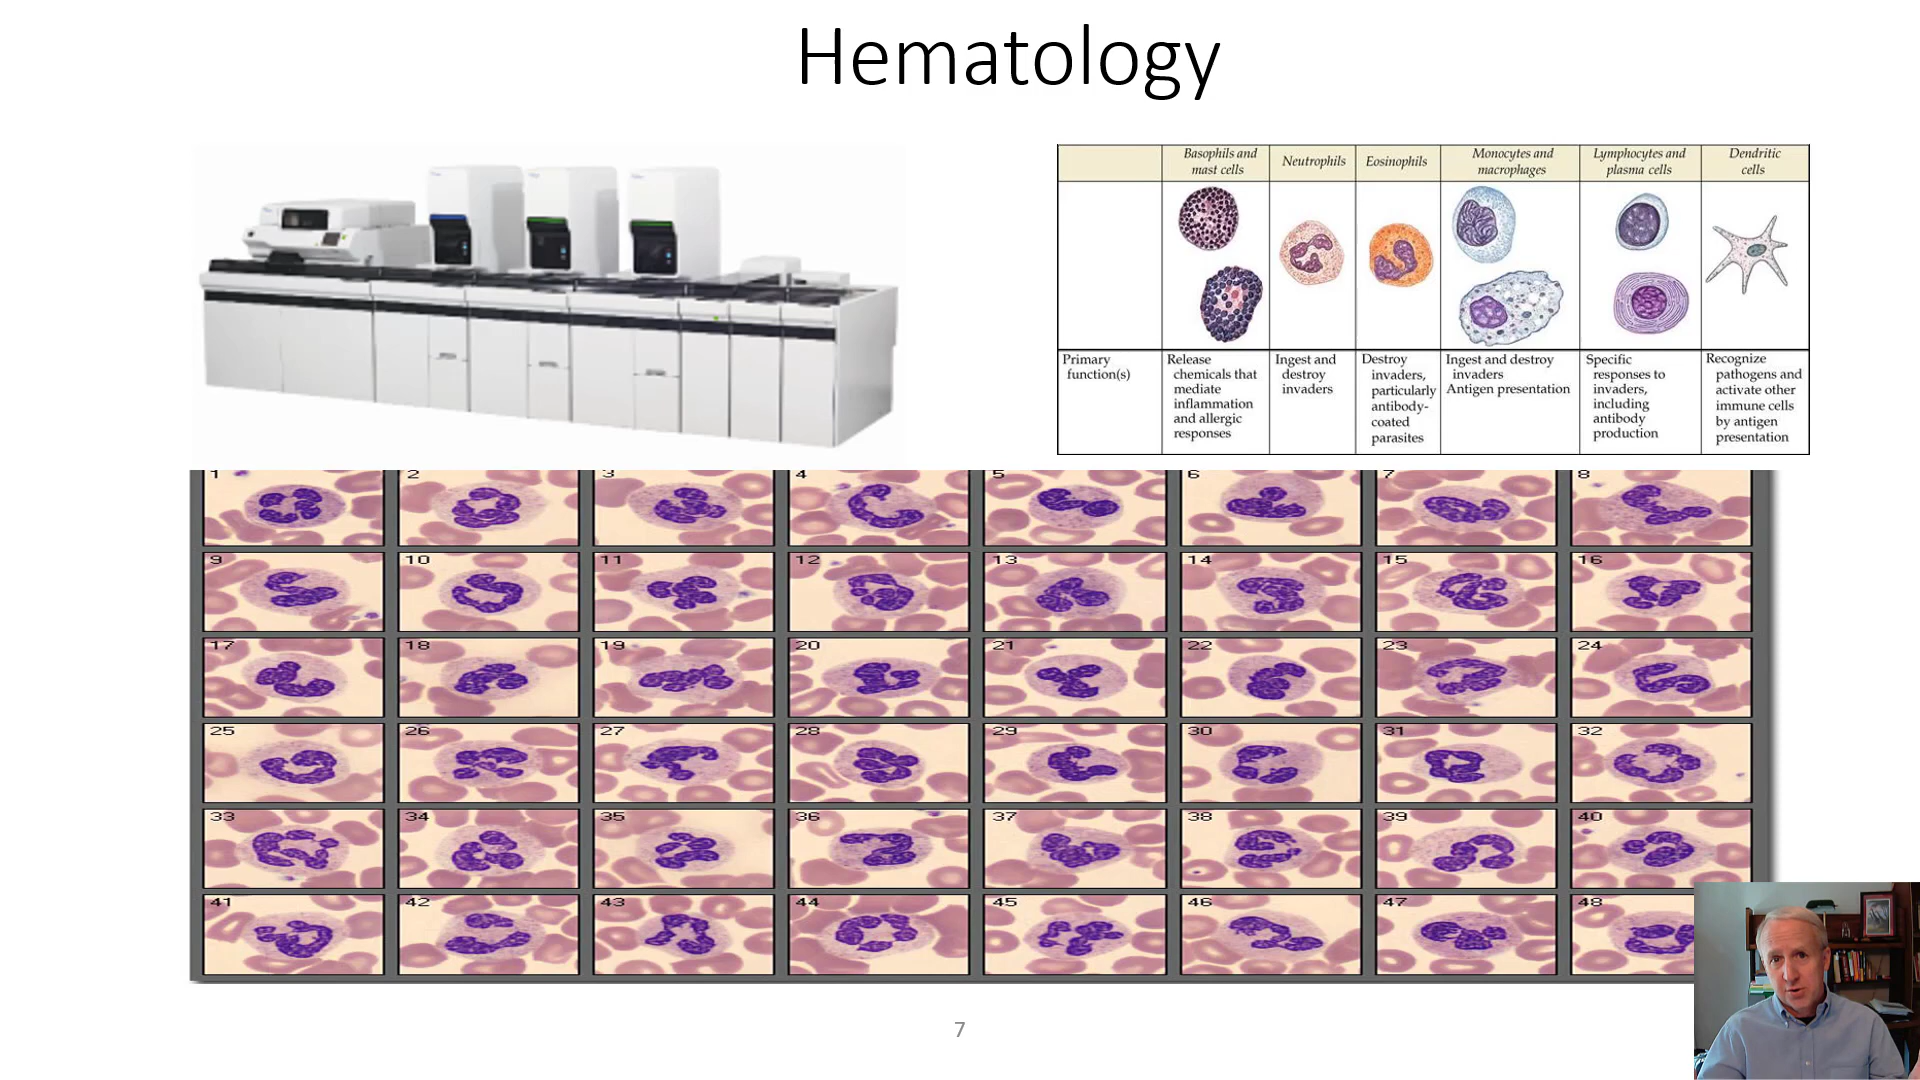 Hematology
Basophils and
mast cells
Neutrophils
Eosinophils
Monocytes and
macrophages
Lymphocytes and
plasma cells
Dendritic
cells
Primary
function(s)
Release
chemicals that
mediate
inflammation
and allergic
responses
Ingest and
destroy
invaders
Destroy
invaders,
particularly
antibody-
coated
parasites
Ingest and destroy
invaders
Antigen presentation
Specific
responses to
invaders,
including
antibody
production
Recognize
pathogens and
activate other
immune cells
by antigen
presentation
1 2 3 4 5 6 7 8
9 10 11 12 13 14 15 16
17 18 19 20 21 22 23 24
25 26 27 28 29 30 31 32
33 34 35 36 37 38 39 40
41 42 43 44 45 46 47 48
7